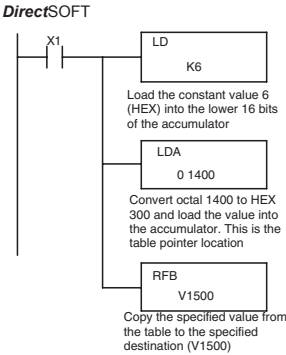 DirectSOFT
X1
LD
K6
Load the constant value 6
(HEX) into the lower 16 bits
of the accumulator
LDA
0 1400
Convert octal 1400 to HEX
300 and load the value into
the accumulator. This is the
table pointer location
RFB
V1500
Copy the specified value from
the table to the specified
destination (V1500)